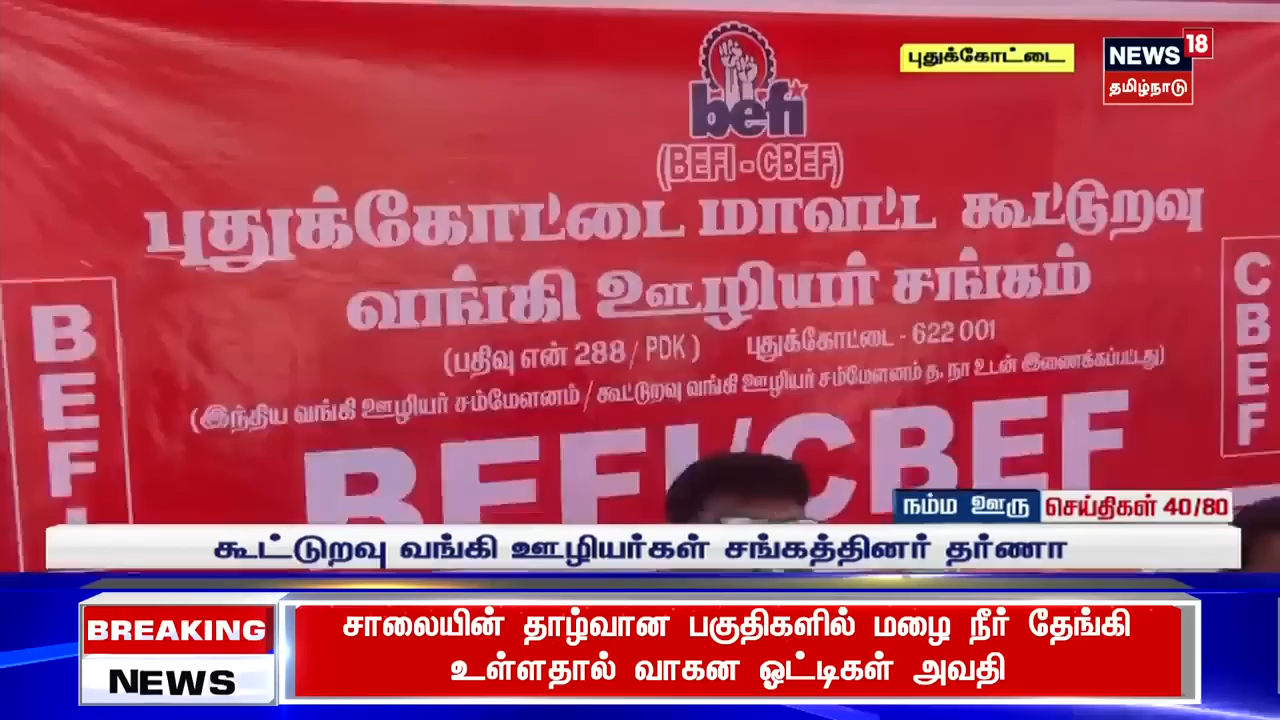 புதுக்கோட்டை
NEWS 18
தமிழ்நாடு
befi
(BEFI - CBEF)
புதுக்கோட்டை மாவட்ட கூட்டுறவு
வங்கி ஊழியர் சங்கம்
(பதிவு எண் 288 / PDK) புதுக்கோட்டை - 622 001
(இந்திய வங்கி ஊழியர் சம்மேளனம் / கூட்டுறவு வங்கி ஊழியர் சம்மேளனம் த. நா உடன் இணைக்கப்பட்டது)
BEFI
CBEF
BEFI/CBEF
நம்ம ஊரு செய்திகள் 40/80
கூட்டுறவு வங்கி ஊழியர்கள் சங்கத்தினர் தர்ணா
BREAKING
NEWS
சாலையின் தாழ்வான பகுதிகளில் மழை நீர் தேங்கி
உள்ளதால் வாகன ஓட்டிகள் அவதி